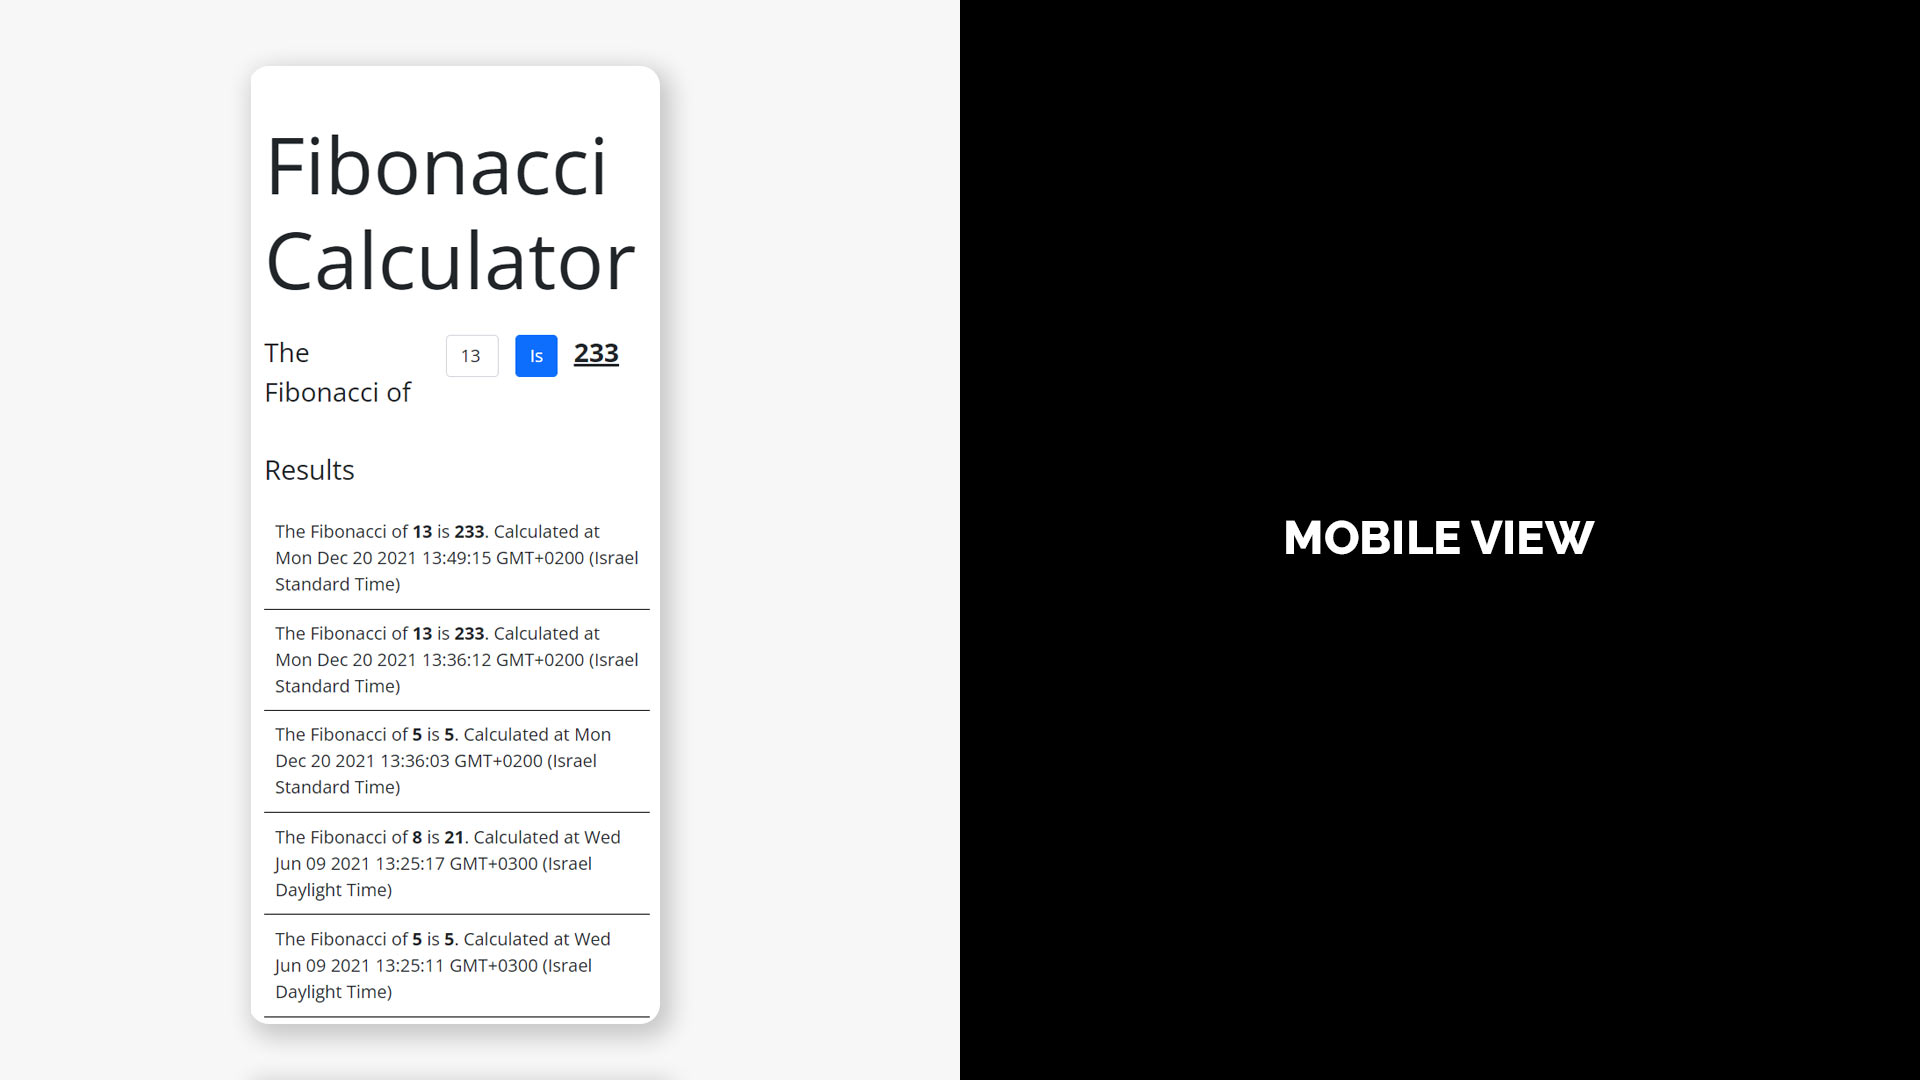 Fibonacci
Calculator
The
Fibonacci of
13
Is
233
Results
The Fibonacci of 13 is 233. Calculated at
Mon Dec 20 2021 13:49:15 GMT+0200 (Israel
Standard Time)
The Fibonacci of 13 is 233. Calculated at
Mon Dec 20 2021 13:36:12 GMT+0200 (Israel
Standard Time)
The Fibonacci of 5 is 5. Calculated at Mon
Dec 20 2021 13:36:03 GMT+0200 (Israel
Standard Time)
The Fibonacci of 8 is 21. Calculated at Wed
Jun 09 2021 13:25:17 GMT+0300 (Israel
Daylight Time)
The Fibonacci of 5 is 5. Calculated at Wed
Jun 09 2021 13:25:11 GMT+0300 (Israel
Daylight Time)
MOBILE VIEW